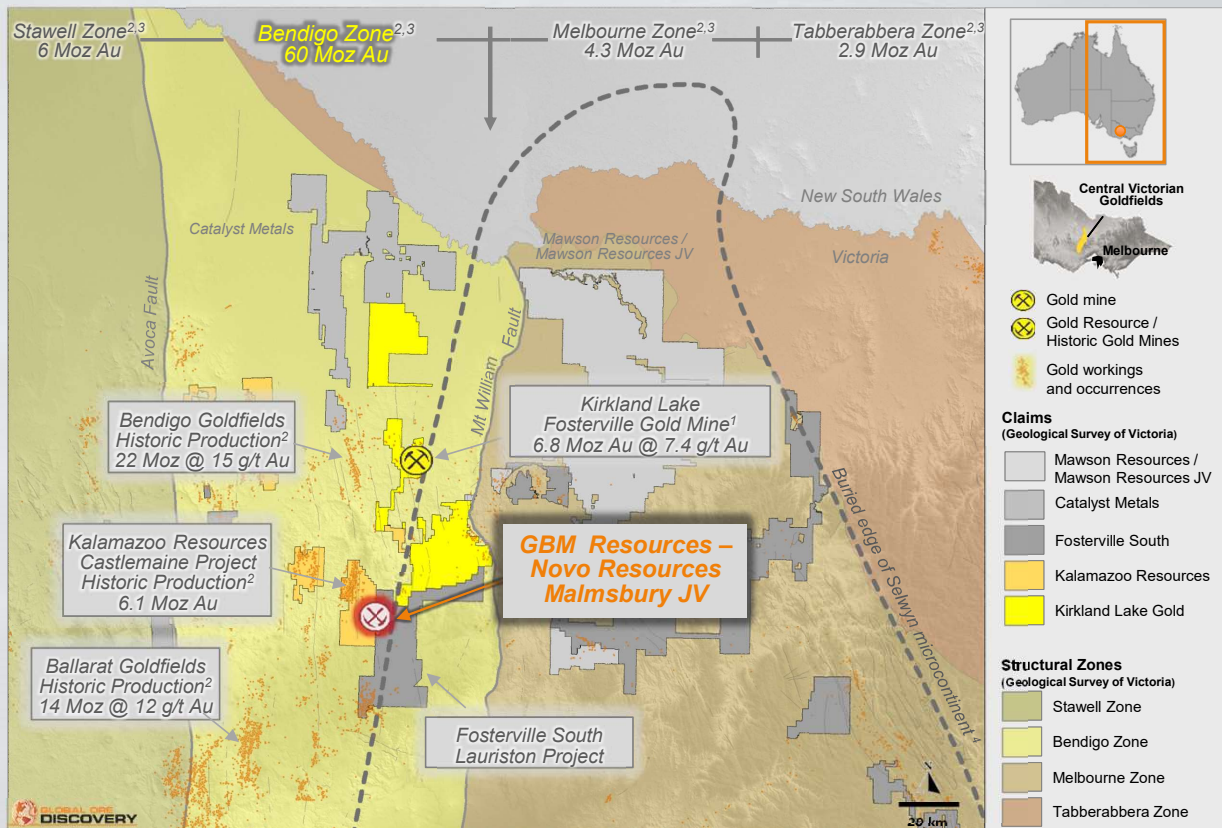 Stawell Zone2,3
6 Moz Au
Bendigo Zone2,3
60 Moz Au
Melbourne Zone2,3
4.3 Moz Au
Tabberabbera Zone2,3
2.9 Moz Au
Catalyst Metals
Mawson Resources /
Mawson Resources JV
New South Wales
Victoria
Avoca Fault
Mt William Fault
Bendigo Goldfields
Historic Production2
22 Moz @ 15 g/t Au
Kirkland Lake
Fosterville Gold Mine1
6.8 Moz Au @ 7.4 g/t Au
Kalamazoo Resources
Castlemaine Project
Historic Production2
6.1 Moz Au
GBM Resources –
Novo Resources
Malmsbury JV
Buried edge of Selwyn microcontinent4
Ballarat Goldfields
Historic Production2
14 Moz @ 12 g/t Au
Fosterville South
Lauriston Project
N
20 km
GLOBAL ORE
DISCOVERY
Central Victorian
Goldfields
Melbourne
Gold mine
Gold Resource /
Historic Gold Mines
Gold workings
and occurrences
Claims
(Geological Survey of Victoria)
Mawson Resources /
Mawson Resources JV
Catalyst Metals
Fosterville South
Kalamazoo Resources
Kirkland Lake Gold
Structural Zones
(Geological Survey of Victoria)
Stawell Zone
Bendigo Zone
Melbourne Zone
Tabberabbera Zone